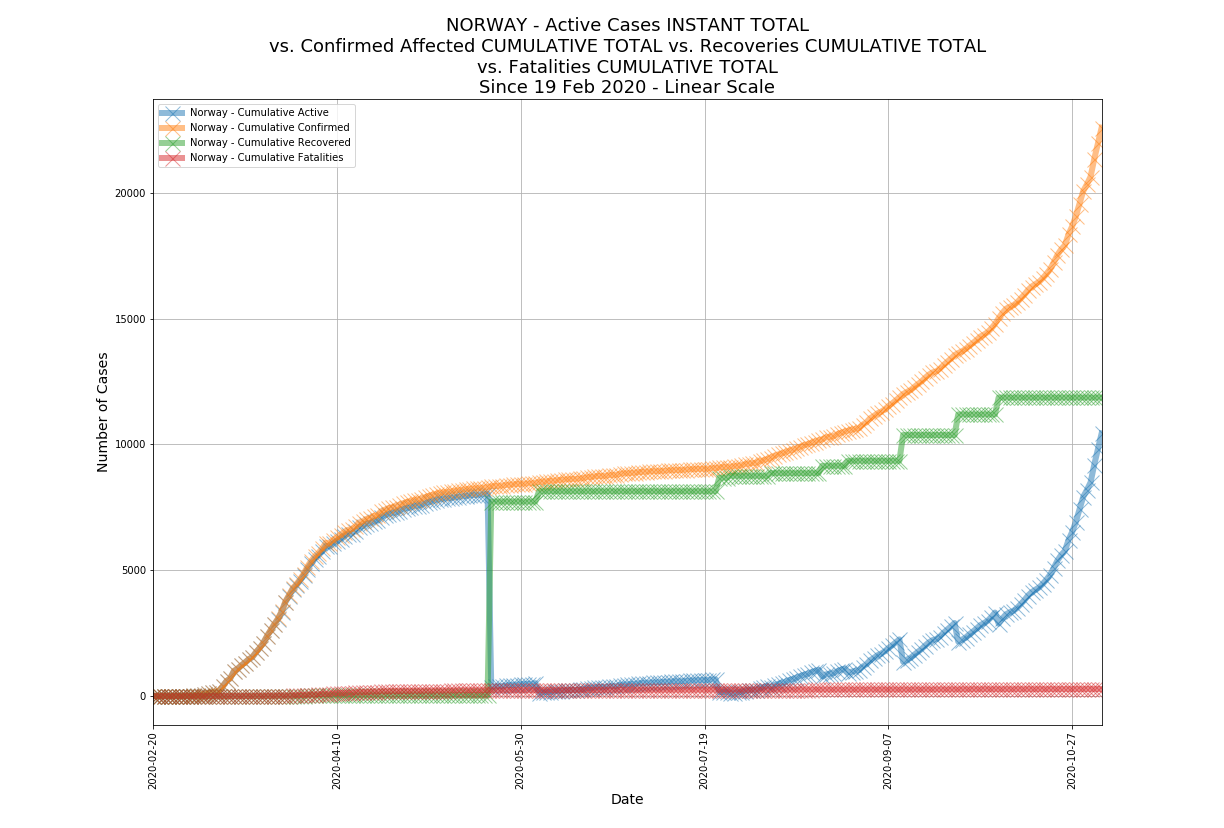 NORWAY - Active Cases INSTANT TOTAL
vs. Confirmed Affected CUMULATIVE TOTAL vs. Recoveries CUMULATIVE TOTAL
vs. Fatalities CUMULATIVE TOTAL
Since 19 Feb 2020 - Linear Scale
Norway - Cumulative Active
Norway - Cumulative Confirmed
Norway - Cumulative Recovered
Norway - Cumulative Fatalities
Number of Cases
20000
15000
10000
5000
0
2020-02-20
2020-04-10
2020-05-30
2020-07-19
2020-09-07
2020-10-27
Date